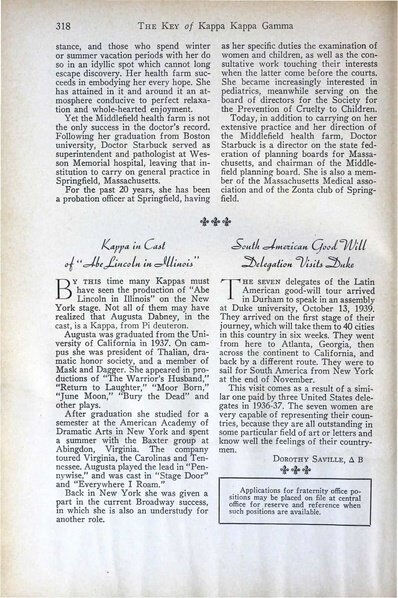 318
THE KEY of KAPPA KAPPA GAMMA
stance, and those who spend winter
or summer vacation periods with her do
so in an idyllic spot which cannot long
escape discovery. Her health farm suc-
ceeds in embodying her every hope. She
has attained in it and around it an at-
mosphere conducive to perfect relaxa-
tion and whole-hearted enjoyment.
Yet the Middlefield health farm is not
the only success in the doctor's record.
Following her graduation from Boston
university, Doctor Starbuck served as
superintendent and pathologist at Wes-
son Memorial hospital, leaving that in-
stitution to carry on general practice in
Springfield, Massachusetts.
For the past 20 years, she has been
a probation officer at Springfield, having
as her specific duties the examination of
women and children, as well as the con-
sultative work touching their interests
when the latter come before the courts.
She became increasingly interested in
pediatrics, meanwhile serving on the
board of directors for the Society for
the Prevention of Cruelty to Children.
Today, in addition to carrying on her
extensive practice and her direction of
the Middlefield health farm, Doctor
Starbuck is a director on the state fed-
eration of planning boards for Massa-
chusetts, and chairman of the Middle-
field planning board. She is also a mem-
ber of the Massachusetts Medical asso-
ciation and of the Zonta club of Spring-
field.
Kappa in Cast
of "Abe Lincoln in Illinois"
BY THIS time many Kappas must
have seen the production of "Abe
Lincoln in Illinois" on the New
York stage. Not all of them may have
realized that Augusta Dabney, in the
cast, is a Kappa, from Pi deuteron.
Augusta was graduated from the Uni-
versity of California in 1937. On cam-
pus she was president of Thalian, dra-
matic honor society, and a member of
Mask and Dagger. She appeared in pro-
ductions of "The Warrior's Husband,"
"Return to Laughter," "Moor Born,"
"June Moon," "Bury the Dead" and
other plays.
After graduation she studied for a
semester at the American Academy of
Dramatic Arts in New York and spent
a summer with the Baxter group at
Abingdon, Virginia. The company
toured Virginia, the Carolinas and Ten-
nessee. Augusta played the lead in "Pen-
nywise," and was cast in "Stage Door"
and "Everywhere I Roam."
Back in New York she was given a
part in the current Broadway success,
in which she is also an understudy for
another role.
South American Good Will
Delegation Visits Duke
THE SEVEN delegates of the Latin
American good-will tour arrived
in Durham to speak in an assembly
at Duke university, October 13, 1939.
They arrived on the first stage of their
journey, which will take them to 40 cities
in this country in six weeks. They went
from here to Atlanta, Georgia, then
across the continent to California, and
back by a different route. They were to
sail for South America from New York
at the end of November.
This visit comes as a result of a simi-
lar one paid by three United States dele-
gates in 1936-37. The seven women are
very capable of representing their coun-
tries, because they are all outstanding in
some particular field of art or letters and
know well the feelings of their country-
men.
DOROTHY SAVILLE, Δ B
Applications for fraternity office po-
sitions may be placed on file at central
office for reserve and reference when
such positions are available.